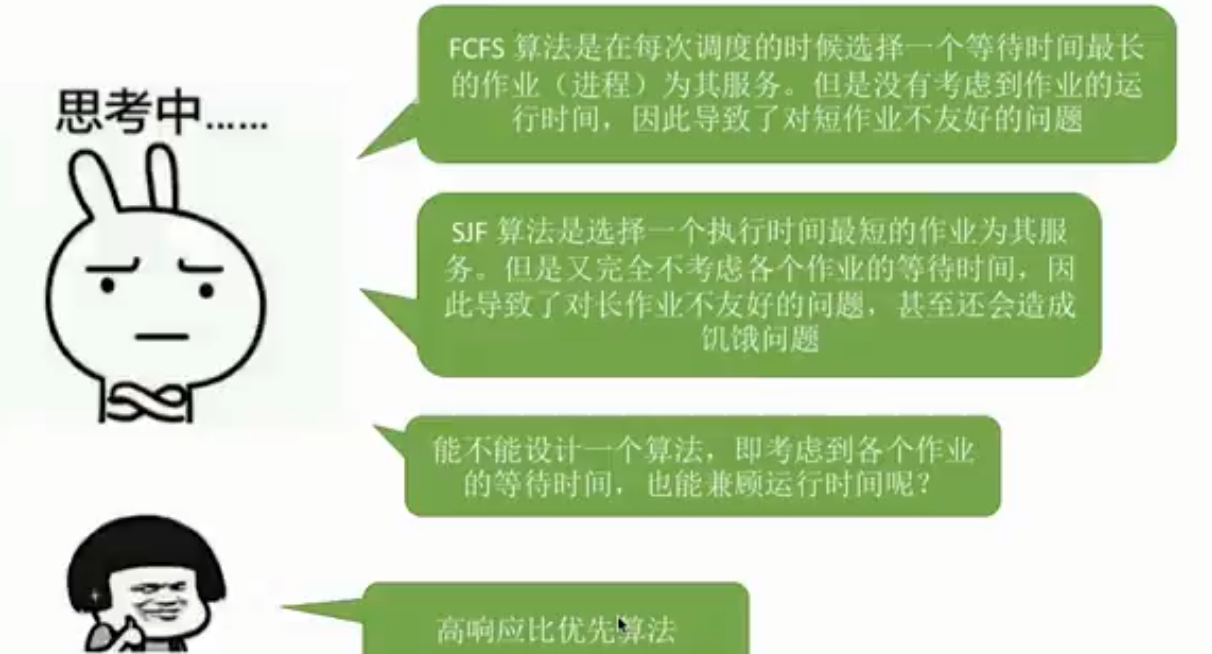 FCFS 算法是在每次调度的时候选择一个等待时间最长
的作业（进程）为其服务。但是没有考虑到作业的运
行时间，因此导致了对短作业不友好的问题
思考中......
SJF 算法是选择一个执行时间最短的作业为其服
务。但是又完全不考虑各个作业的等待时间，因
此导致了对长作业不友好的问题，甚至还会造成
饥饿问题
能不能设计一个算法，即考虑到各个作业
的等待时间，也能兼顾运行时间呢？
高响应比优先算法